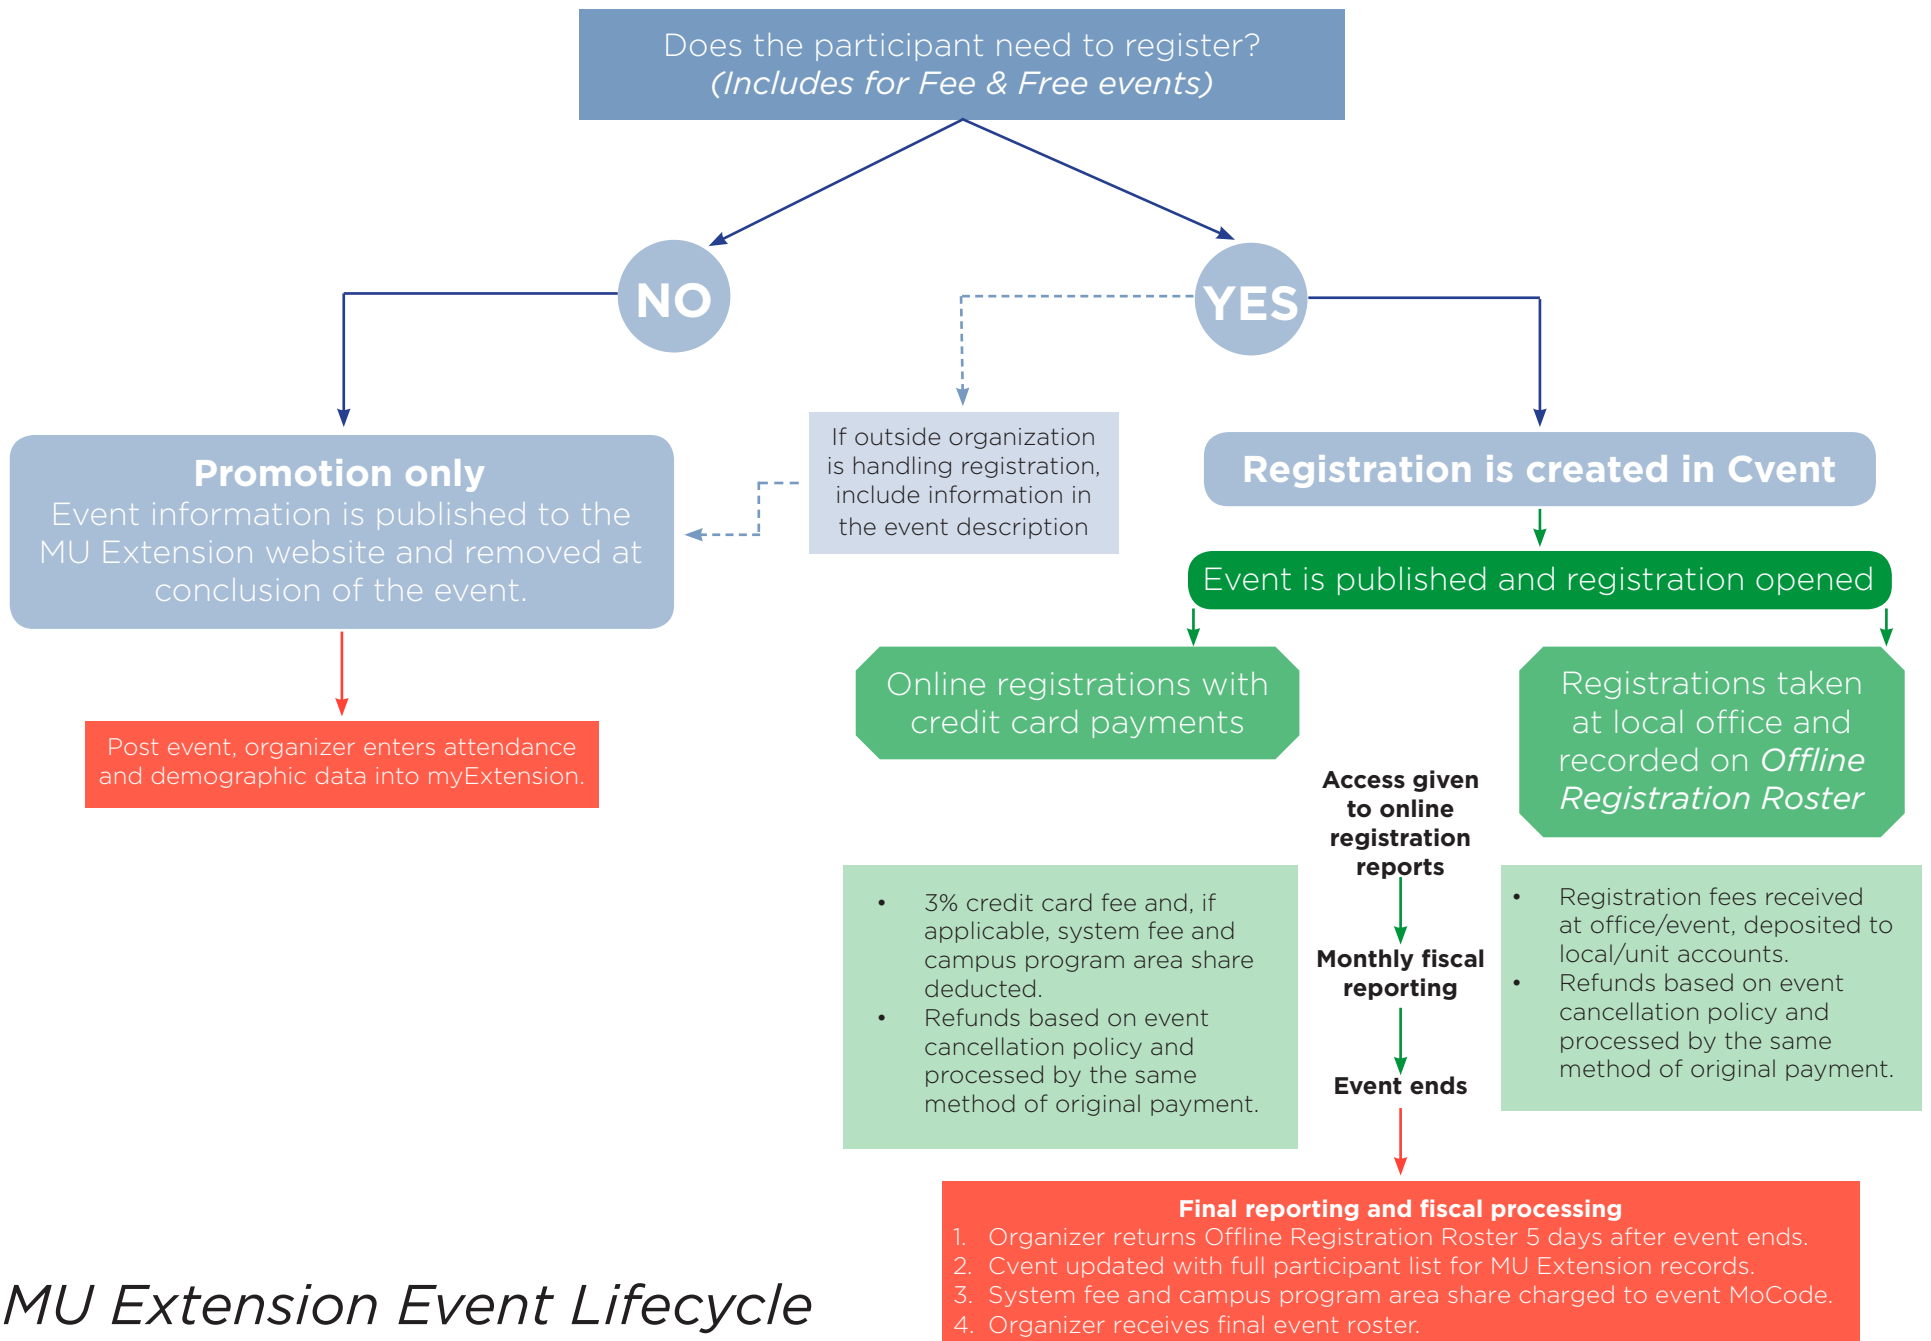 Does the participant need to register?
(Includes for Fee & Free events)
NO
YES
Promotion only
Event information is published to the
MU Extension website and removed at
conclusion of the event.
If outside organization
is handling registration,
include information in
the event description
Registration is created in Cvent
Event is published and registration opened
Post event, organizer enters attendance
and demographic data into myExtension.
Online registrations with
credit card payments
Registrations taken
at local office and
recorded on Offline
Registration Roster
Access given
to online
registration
reports
• 3% credit card fee and, if
applicable, system fee and
campus program area share
deducted.
• Refunds based on event
cancellation policy and
processed by the same
method of original payment.
Monthly fiscal
reporting
Event ends
• Registration fees received
at office/event, deposited to
local/unit accounts.
• Refunds based on event
cancellation policy and
processed by the same
method of original payment.
Final reporting and fiscal processing
1. Organizer returns Offline Registration Roster 5 days after event ends.
2. Cvent updated with full participant list for MU Extension records.
3. System fee and campus program area share charged to event MoCode.
4. Organizer receives final event roster.
MU Extension Event Lifecycle